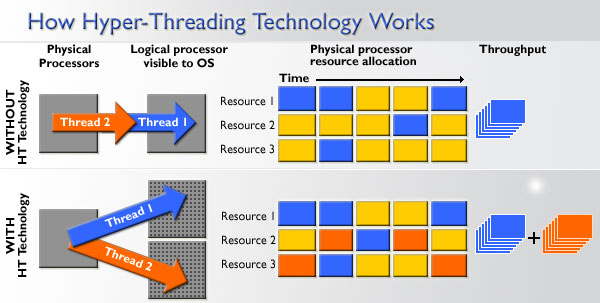 How Hyper-Threading Technology Works
Physical
Processors
Logical processor
visible to OS
Physical processor
resource allocation
Throughput
Time
WITHOUT
HT Technology
Thread 2
Thread 1
Resource 1
Resource 2
Resource 3
WITH
HT Technology
Thread 1
Thread 2
Resource 1
Resource 2
Resource 3
+